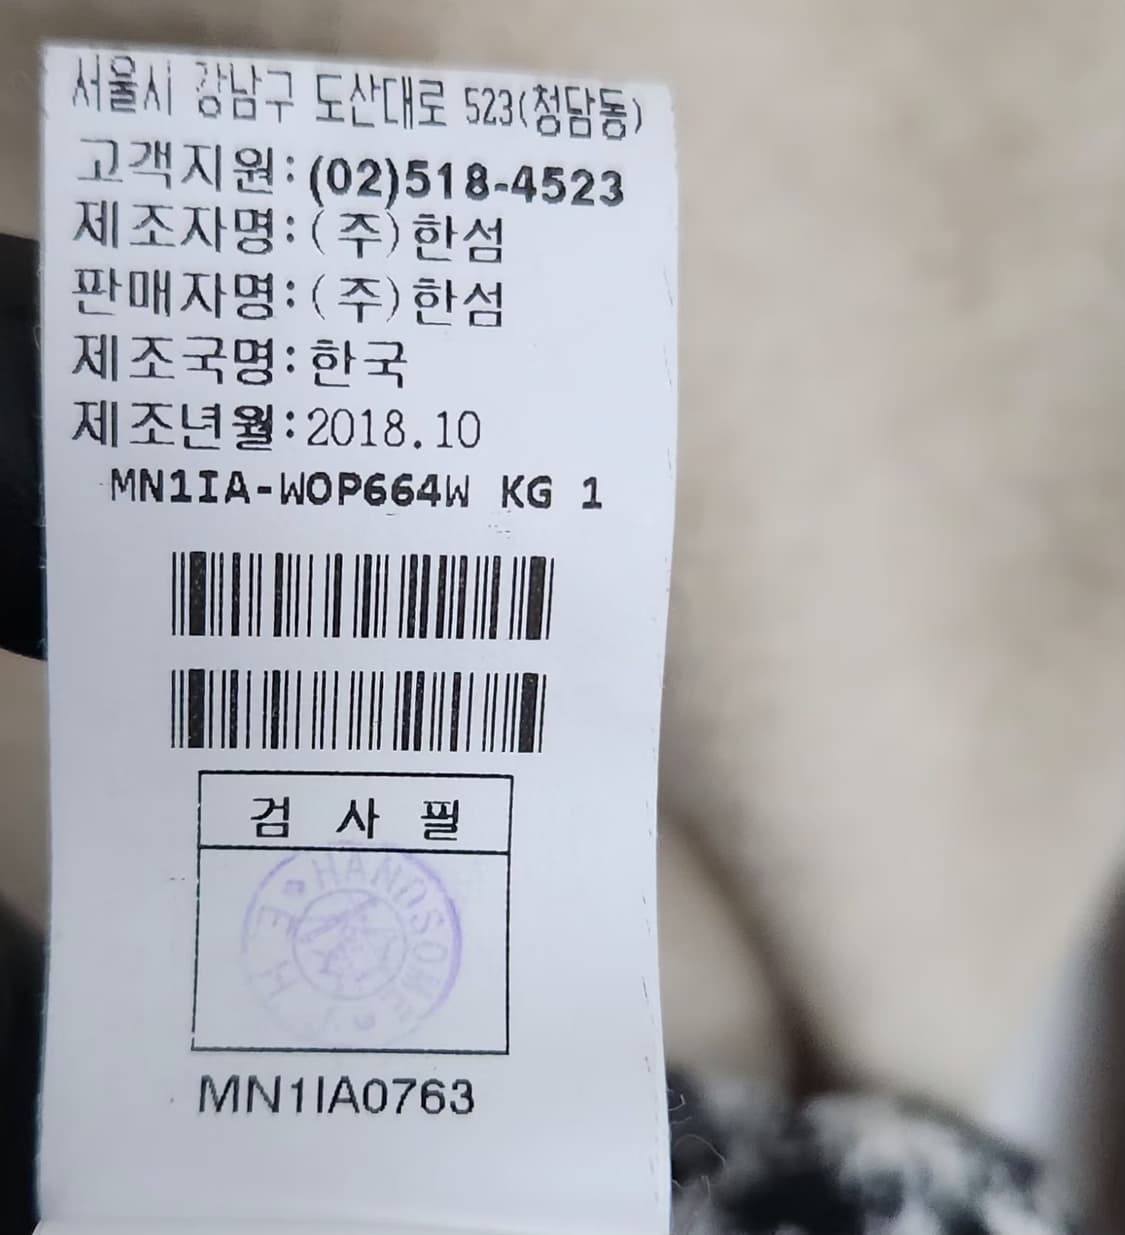 서울시 강남구 도산대로 523(청담동)
고객지원:(02)518-4523
제조자명:(주)한섬
판매자명:(주)한섬
제조국명:한국
제조년월:2018.10
MN1IA-WOP664W KG 1
검 사 필
HANDSOME
MN1IA0763